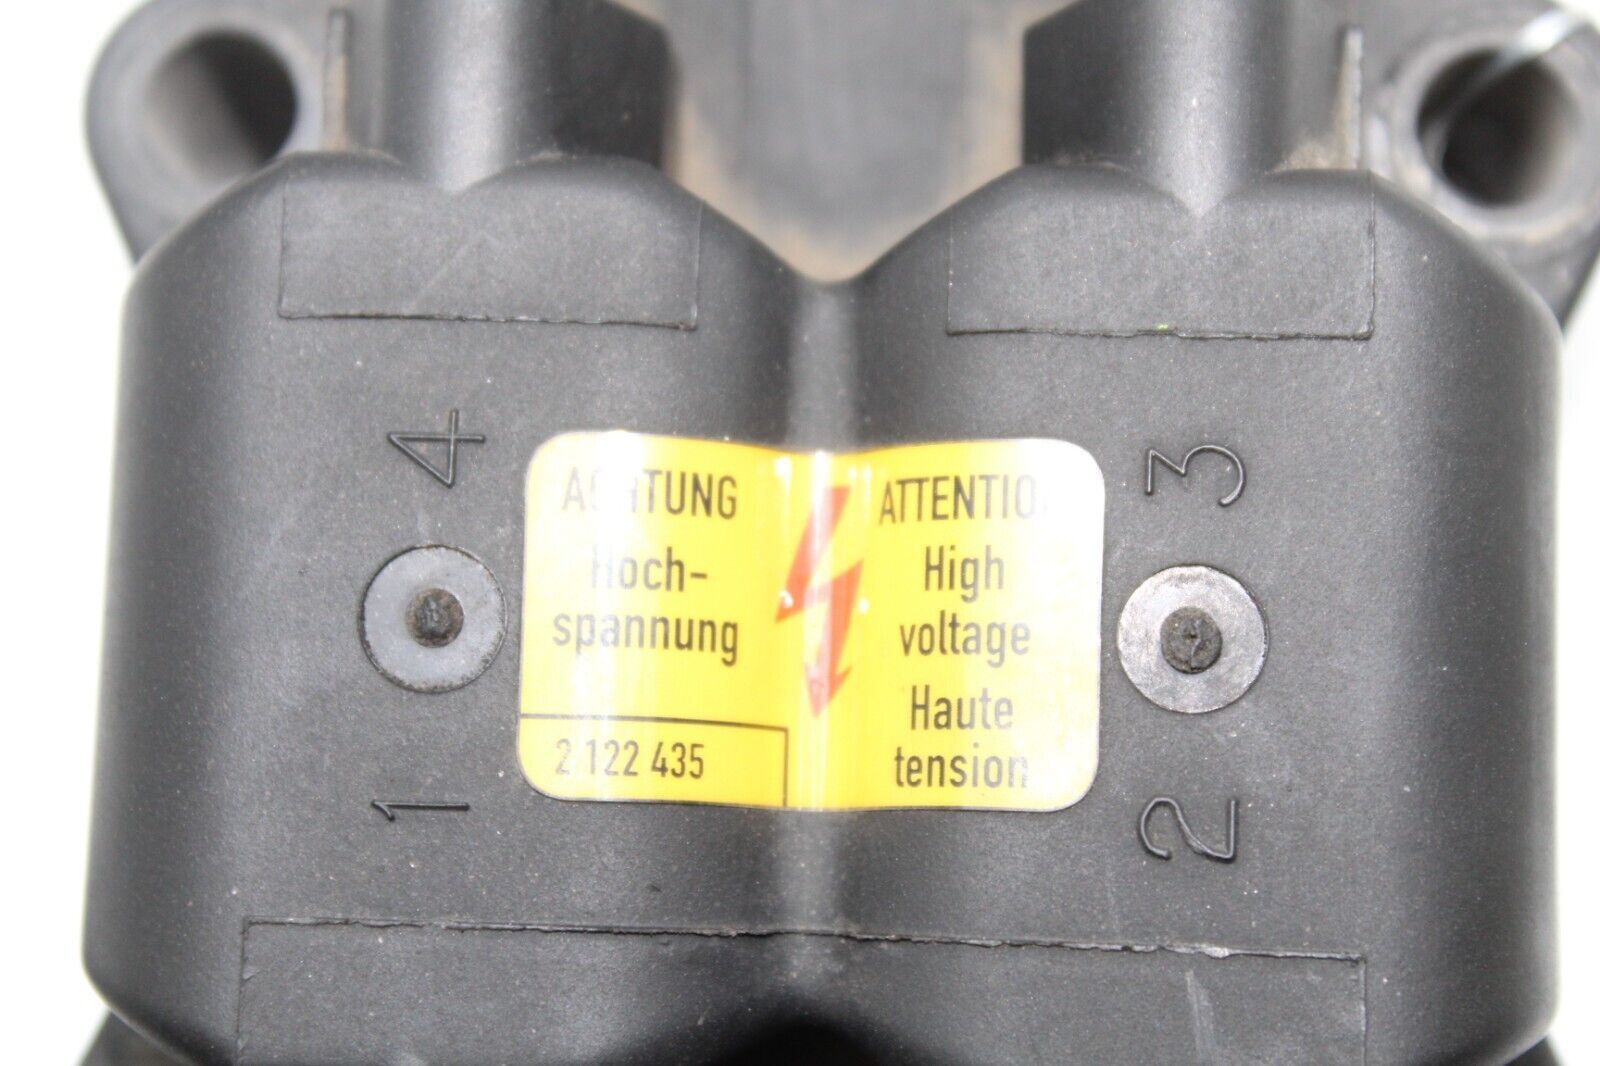 4
3
ACHTUNG
Hoch-
spannung
2 122 435
ATTENTION
High
voltage
Haute
tension
1
2